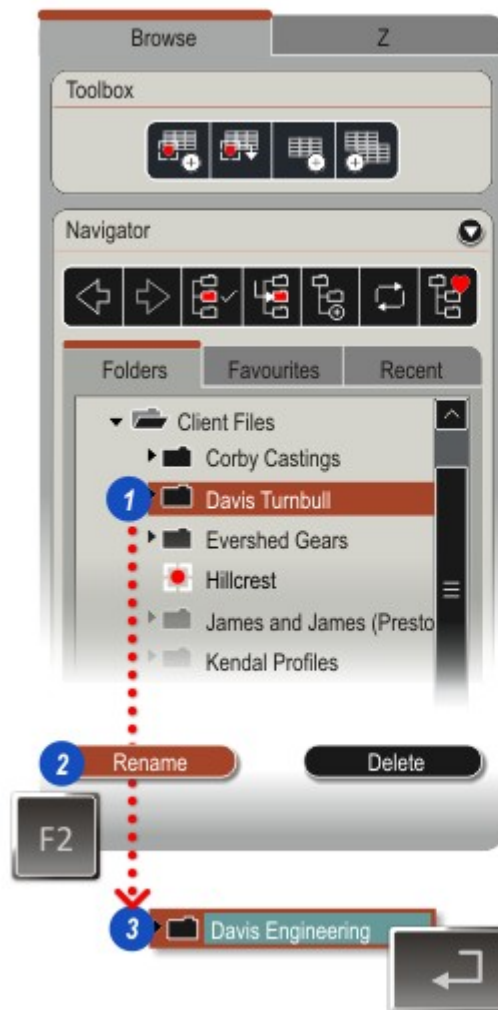 Browse Z
Toolbox
Navigator
Folders Favourites Recent
Client Files
Corby Castings
1 Davis Turnbull
Evershed Gears
Hillcrest
James and James (Presto
Kendal Profiles
2 Rename Delete
F2
3 Davis Engineering